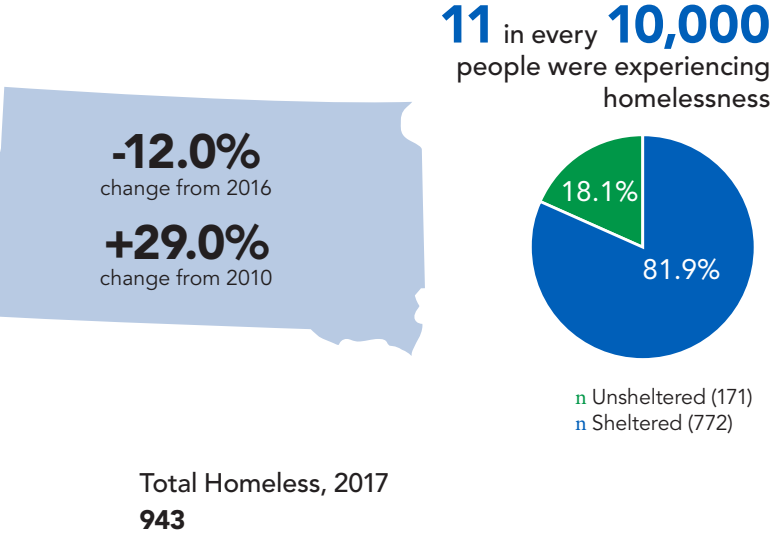 11 in every 10,000
people were experiencing
homelessness
-12.0%
change from 2016
+29.0%
change from 2010
18.1%
81.9%
n Unsheltered (171)
n Sheltered (772)
Total Homeless, 2017
943